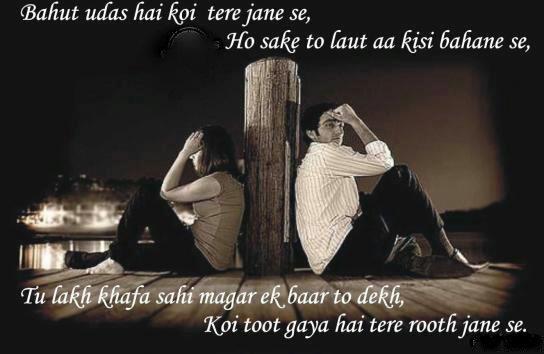 Bahut udas hai koi tere jane se,
Ho sake to laut aa kisi bahane se,
Tu lakh khafa sahi magar ek baar to dekh,
Koi toot gaya hai tere rooth jane se.